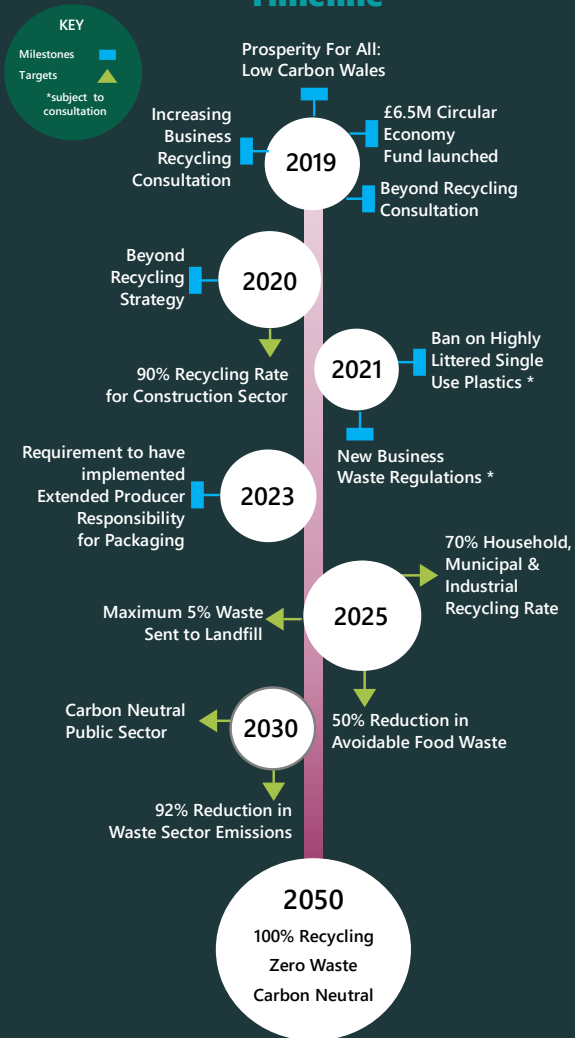 Timeline
KEY
Milestones
Targets
*subject to
consultation
Prosperity For All:
Low Carbon Wales
Increasing
Business
Recycling
Consultation
2019
£6.5M Circular
Economy
Fund launched
Beyond Recycling
Consultation
Beyond
Recycling
Strategy
2020
90% Recycling Rate
for Construction Sector
2021
Ban on Highly
Littered Single
Use Plastics *
New Business
Waste Regulations *
Requirement to have
implemented
Extended Producer
Responsibility
for Packaging
2023
70% Household,
Municipal &
Industrial
Recycling Rate
Maximum 5% Waste
Sent to Landfill
2025
50% Reduction in
Avoidable Food Waste
Carbon Neutral
Public Sector
2030
92% Reduction in
Waste Sector Emissions
2050
100% Recycling
Zero Waste
Carbon Neutral